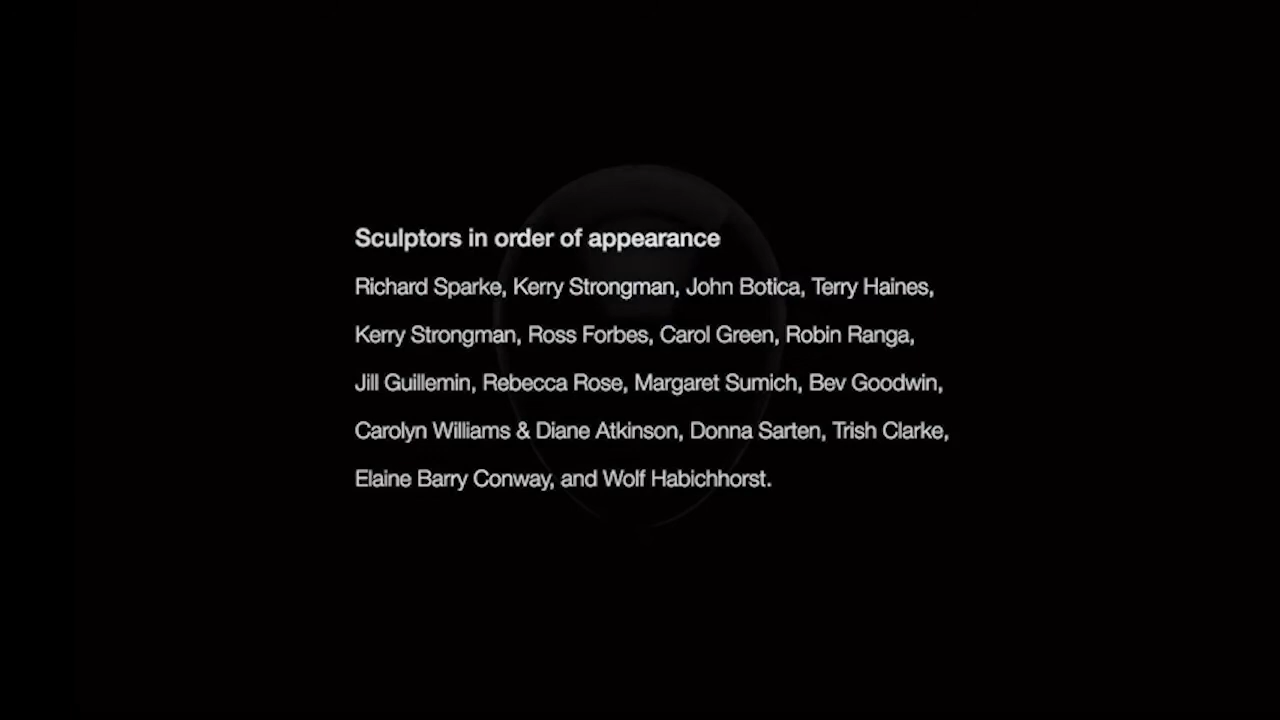 Sculptors in order of appearance
Richard Sparke, Kerry Strongman, John Botica, Terry Haines,
Kerry Strongman, Ross Forbes, Carol Green, Robin Ranga,
Jill Guillemin, Rebecca Rose, Margaret Sumich, Bev Goodwin,
Carolyn Williams & Diane Atkinson, Donna Sarten, Trish Clarke,
Elaine Barry Conway, and Wolf Habichhorst.